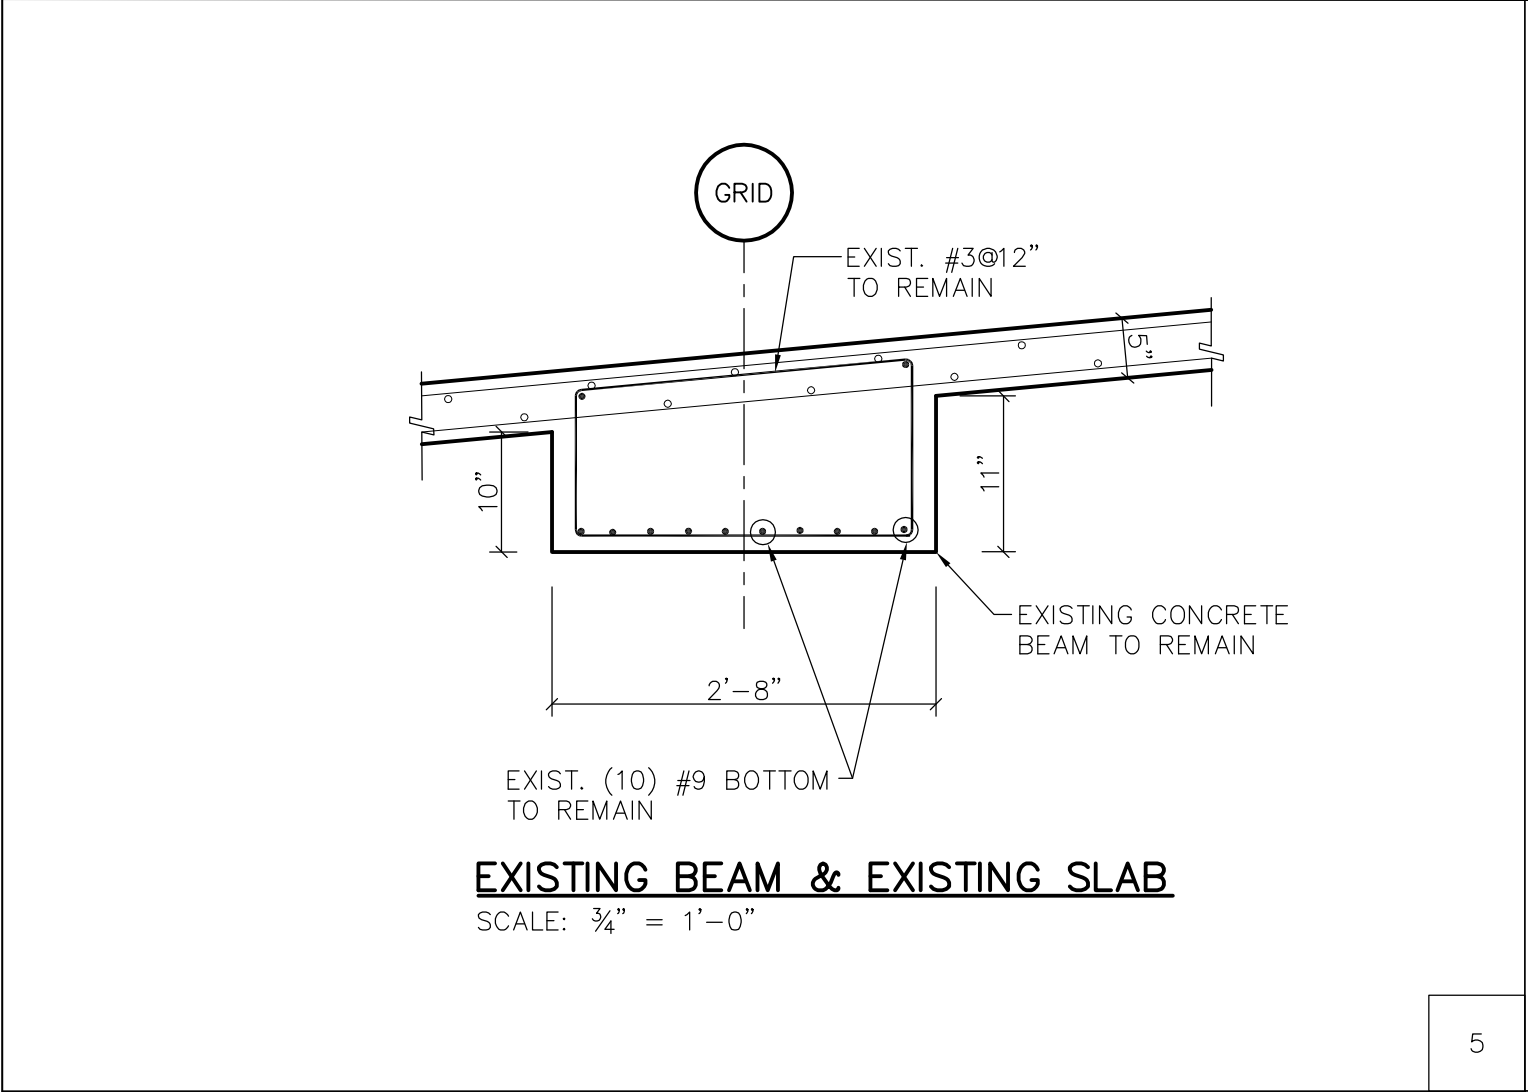 GRID
EXIST. #3@12"
TO REMAIN
5"
10"
11"
EXISTING CONCRETE
BEAM TO REMAIN
2'-8"
EXIST. (10) #9 BOTTOM
TO REMAIN
EXISTING BEAM & EXISTING SLAB
SCALE: ¾" = 1'-0"
5